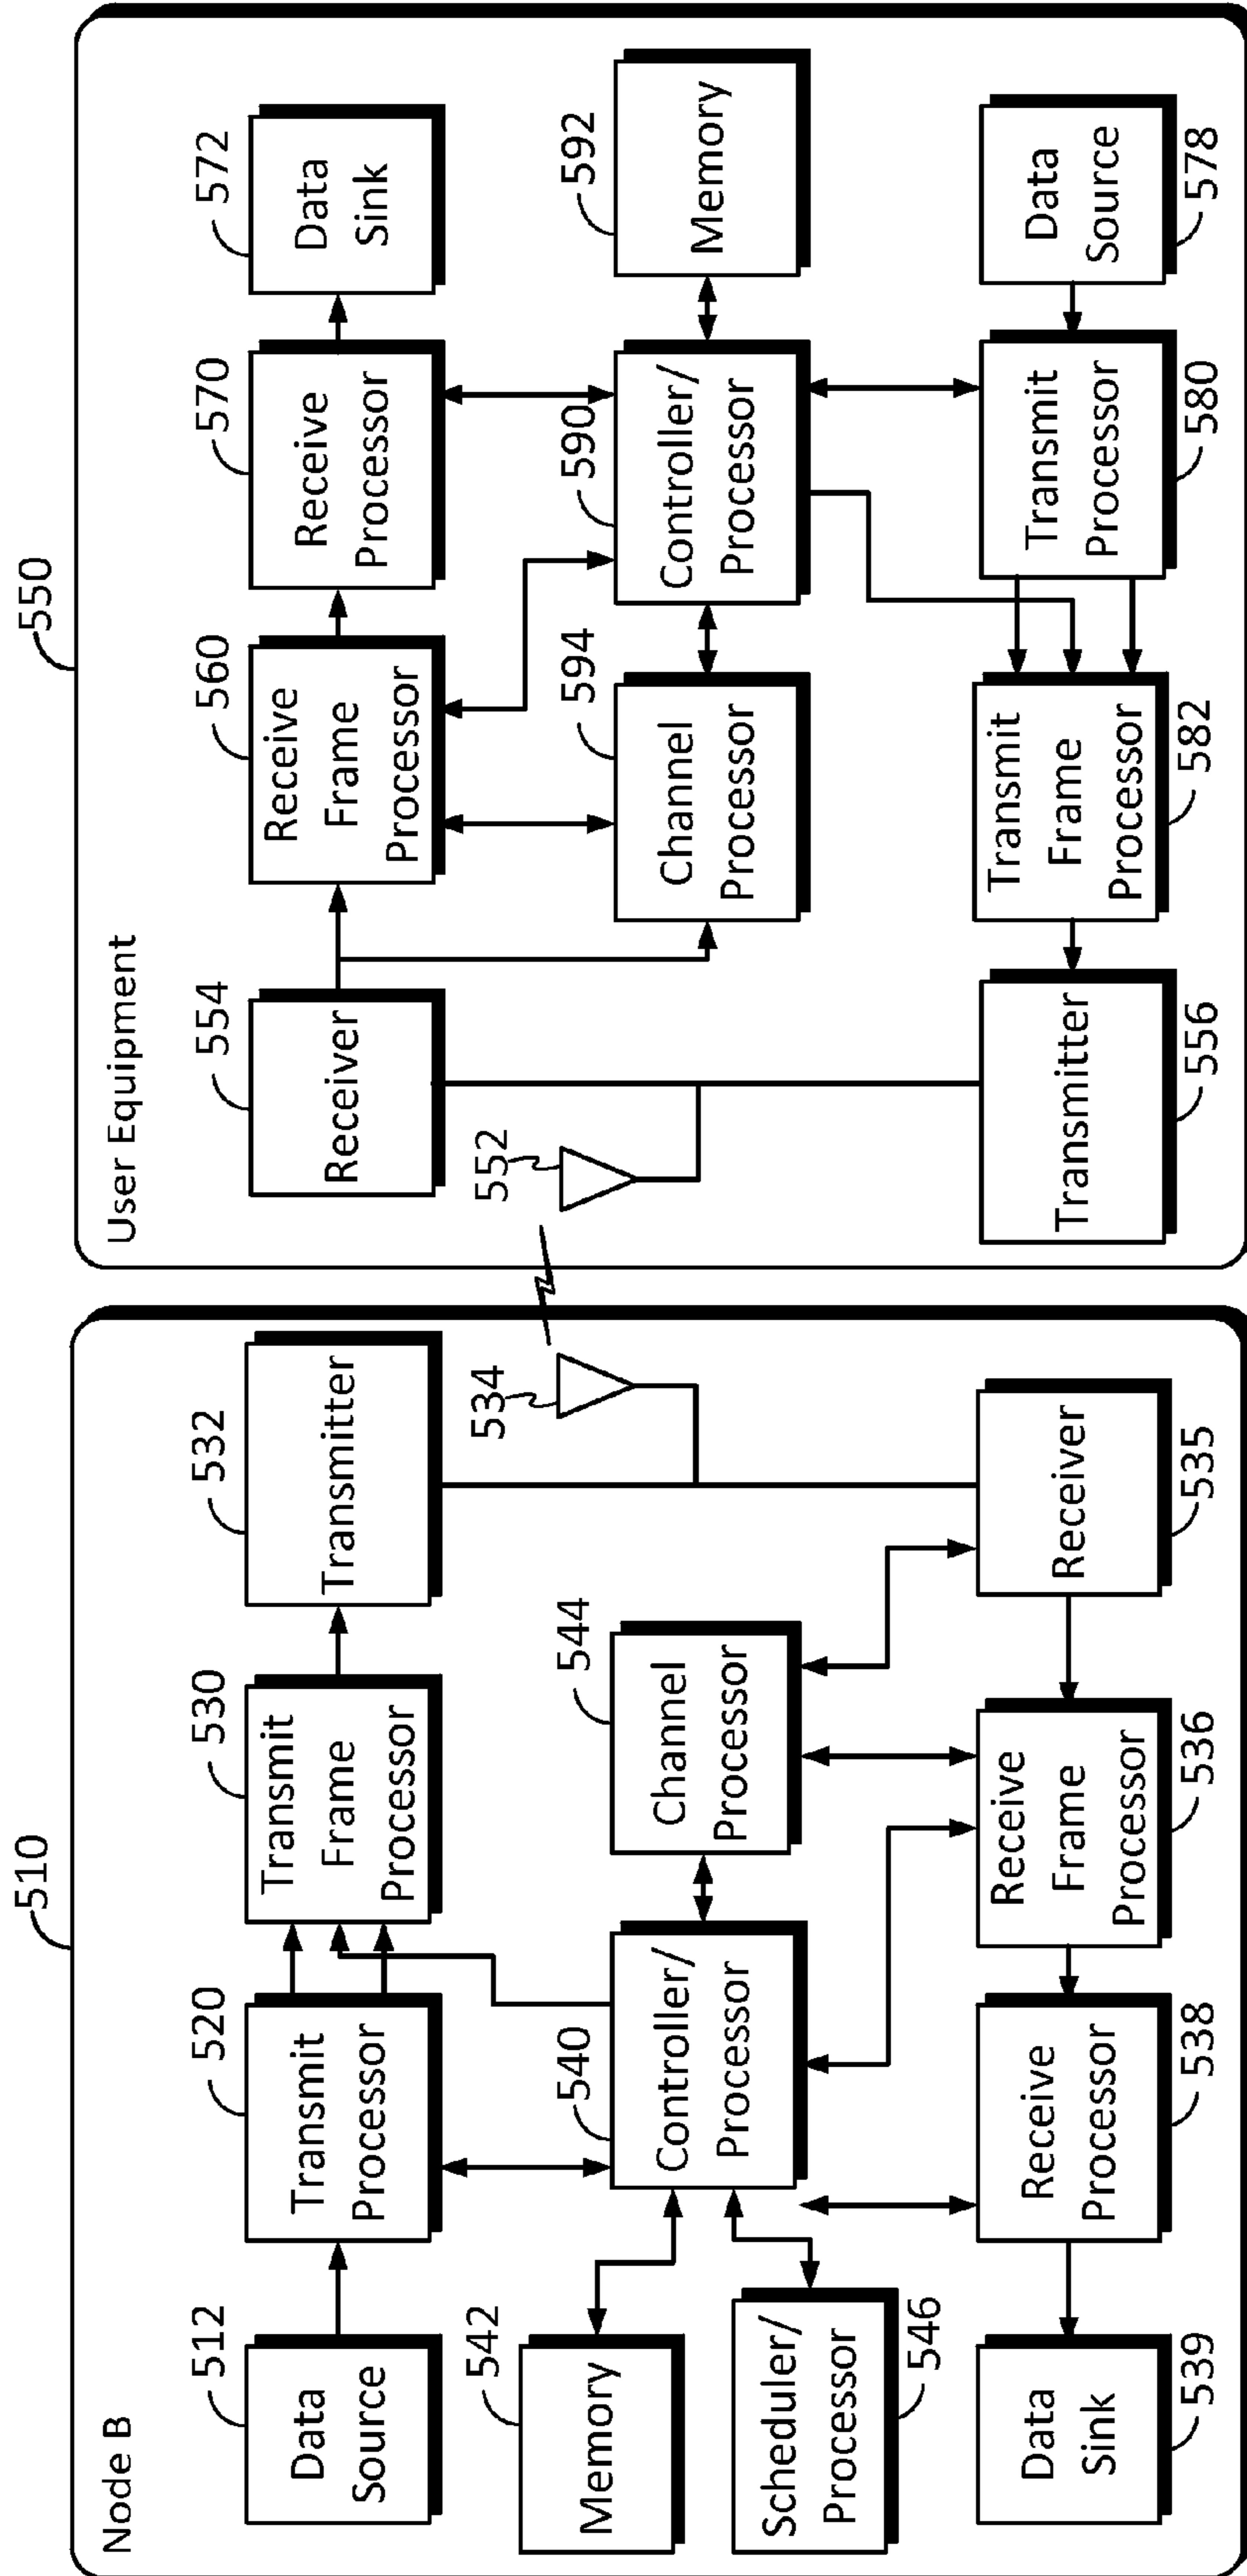 510
Node B
512
Data
Source
520
Transmit
Processor
530
Transmit
Frame
Processor
532
Transmitter
534
542
Memory
540
Controller/
Processor
544
Channel
Processor
Scheduler/
Processor
546
Data
Sink
539
Receive
Processor
538
Receive
Frame
Processor
536
Receiver
535
550
User Equipment
554
Receiver
560
Receive
Frame
Processor
570
Receive
Processor
572
Data
Sink
552
594
Channel
Processor
590
Controller/
Processor
592
Memory
Transmitter
556
Transmit
Frame
Processor
582
Transmit
Processor
580
Data
Source
578